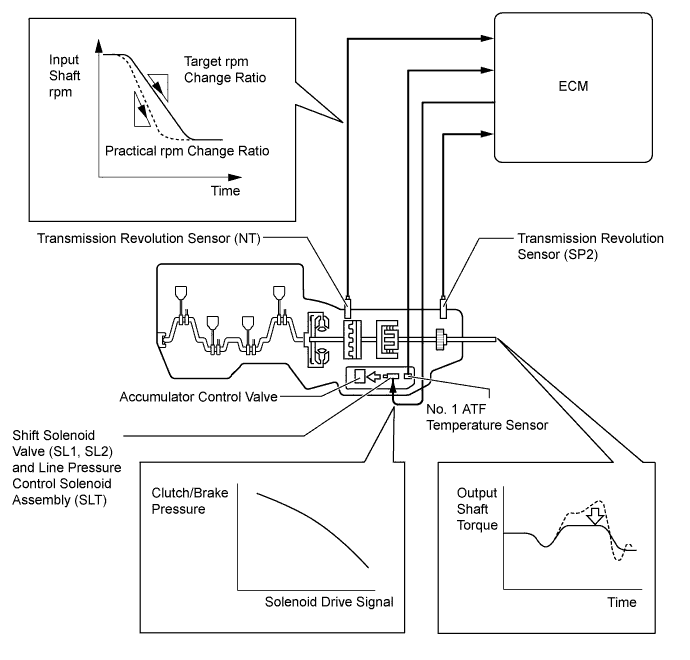 Input
Shaft
rpm
Target rpm
Change Ratio
Practical rpm Change Ratio
Time
ECM
Transmission Revolution Sensor (NT)
Transmission Revolution
Sensor (SP2)
Accumulator Control Valve
No. 1 ATF
Temperature Sensor
Shift Solenoid
Valve (SL1, SL2)
and Line Pressure
Control Solenoid
Assembly (SLT)
Clutch/Brake
Pressure
Solenoid Drive Signal
Output
Shaft
Torque
Time